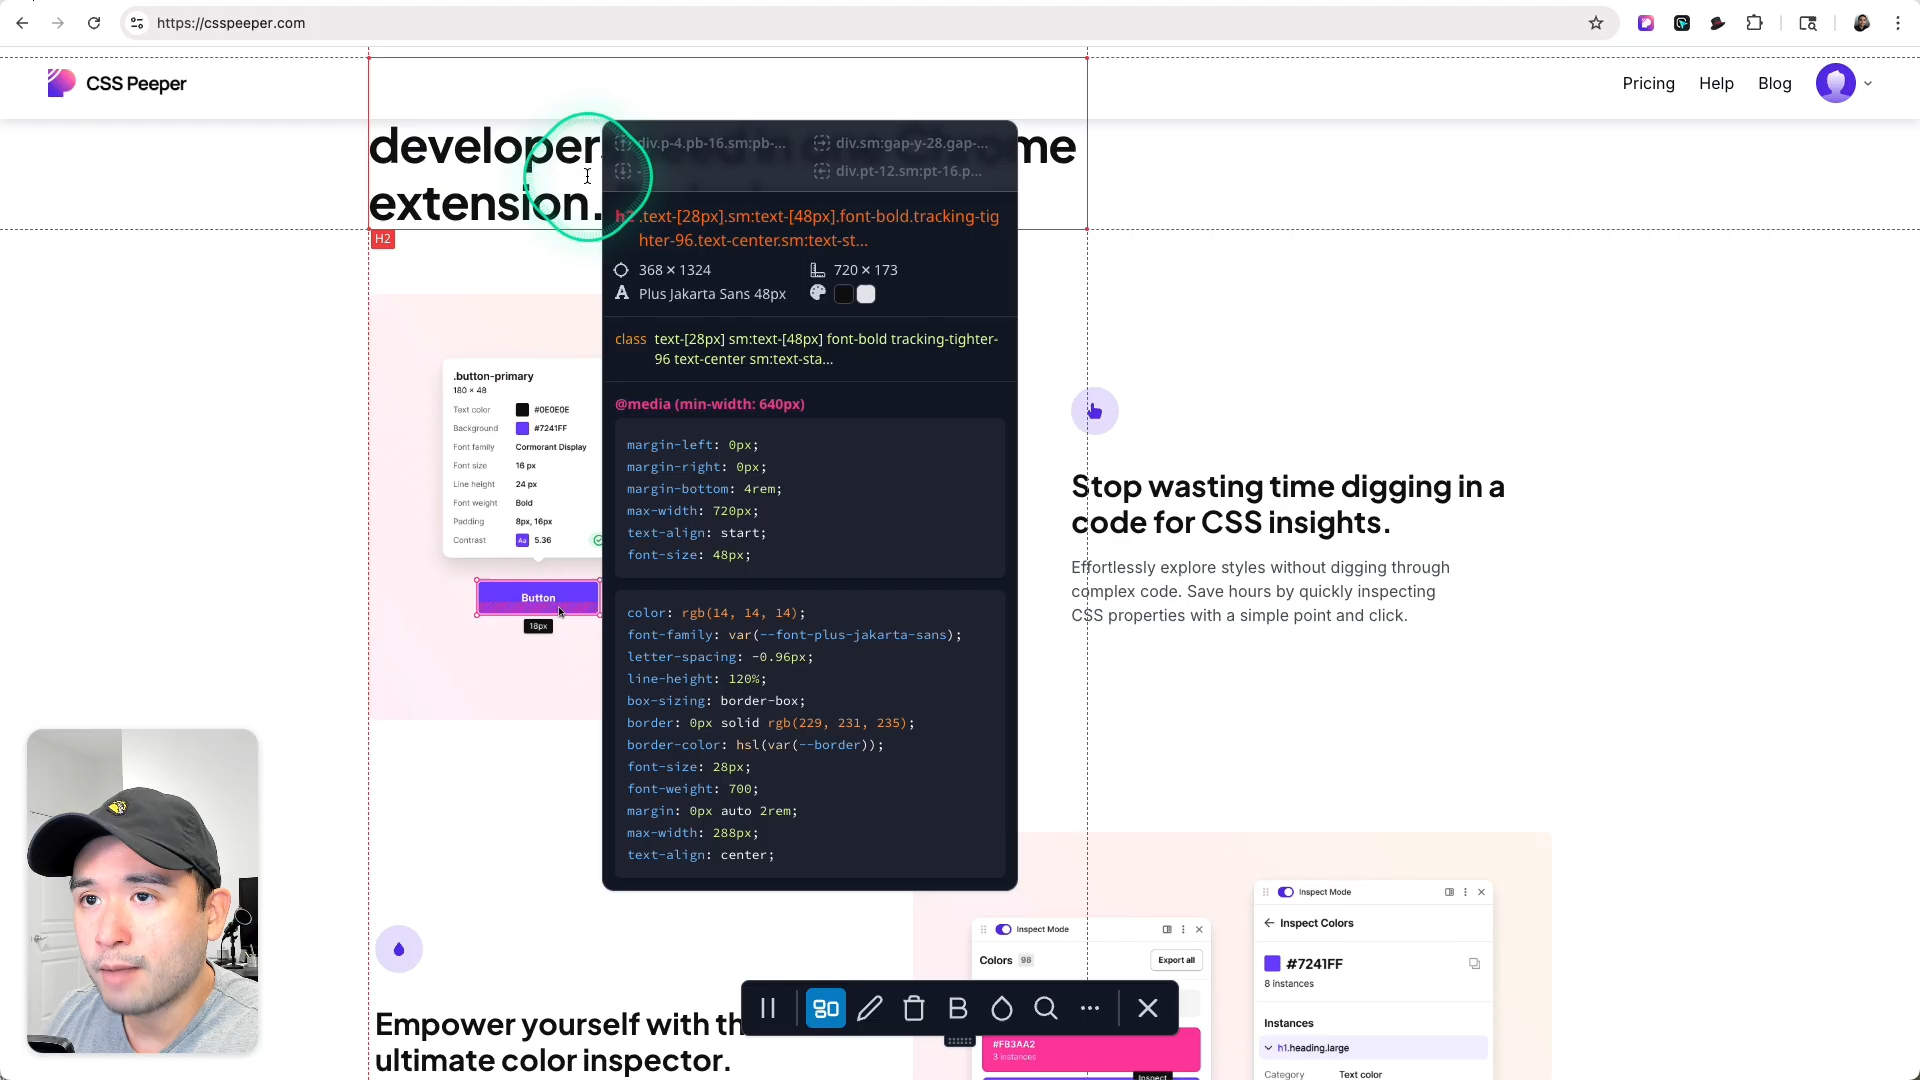 https://csspeeper.com
CSS Peeper
Pricing
Help
Blog
developers
me
extension.
H2
div.p-4.pb-16.sm:pb-...
div.sm:gap-y-28.gap-...
-
div.pt-12.sm:pt-16.p...
h2.text-[28px].sm:text-[48px].font-bold.tracking-tig
hter-96.text-center.sm:text-st...
368 × 1324
720 × 173
Plus Jakarta Sans 48px
class text-[28px] sm:text-[48px] font-bold tracking-tighter-
96 text-center sm:text-sta...
@media (min-width: 640px)
margin-left: 0px;
margin-right: 0px;
margin-bottom: 4rem;
max-width: 720px;
text-align: start;
font-size: 48px;
color: rgb(14, 14, 14);
font-family: var(--font-plus-jakarta-sans);
letter-spacing: -0.96px;
line-height: 120%;
box-sizing: border-box;
border: 0px solid rgb(229, 231, 235);
border-color: hsl(var(--border));
font-size: 28px;
font-weight: 700;
margin: 0px auto 2rem;
max-width: 288px;
text-align: center;
.button-primary
180 × 48
Text color #0E0E0E
Background #7241FF
Font family Cormorant Display
Font size 16 px
Line height 24 px
Font weight Bold
Padding 8px, 16px
Contrast Aa 5.36
Button
18px
Stop wasting time digging in a
code for CSS insights.
Effortlessly explore styles without digging through
complex code. Save hours by quickly inspecting
CSS properties with a simple point and click.
Empower yourself with th
ultimate color inspector.
Inspect Mode
Colors 98
Export all
#FB3AA2
3 instances
Inspect
Inspect Mode
Inspect Colors
#7241FF
8 instances
Instances
h1.heading.large
Category Text color
B